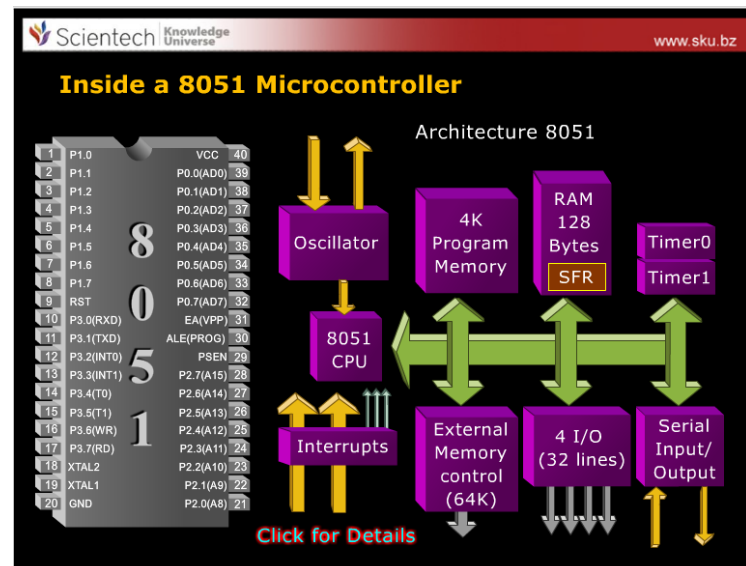 Scientech Knowledge Universe
www.sku.bz
Inside a 8051 Microcontroller
Architecture 8051
1 P1.0 VCC 40
2 P1.1 P0.0(AD0) 39
3 P1.2 P0.1(AD1) 38
4 P1.3 P0.2(AD2) 37
5 P1.4 P0.3(AD3) 36
6 P1.5 P0.4(AD4) 35
7 P1.6 P0.5(AD5) 34
8 P1.7 P0.6(AD6) 33
9 RST P0.7(AD7) 32
10 P3.0(RXD) EA(VPP) 31
11 P3.1(TXD) ALE(PROG) 30
12 P3.2(INT0) PSEN 29
13 P3.3(INT1) P2.7(A15) 28
14 P3.4(T0) P2.6(A14) 27
15 P3.5(T1) P2.5(A13) 26
16 P3.6(WR) P2.4(A12) 25
17 P3.7(RD) P2.3(A11) 24
18 XTAL2 P2.2(A10) 23
19 XTAL1 P2.1(A9) 22
20 GND P2.0(A8) 21
8
0
5
1
Oscillator
4K
Program
Memory
RAM
128
Bytes
SFR
Timer0
Timer1
8051
CPU
Interrupts
External
Memory
control
(64K)
4 I/O
(32 lines)
Serial
Input/
Output
Click for Details